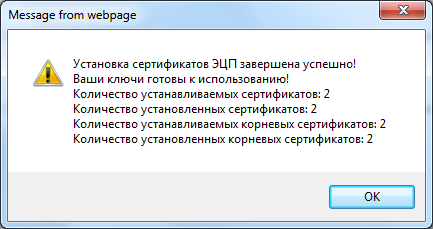 Message from webpage
Установка сертификатов ЭЦП завершена успешно!
Ваши ключи готовы к использованию!
Количество устанавливаемых сертификатов: 2
Количество установленных сертификатов: 2
Количество устанавливаемых корневых сертификатов: 2
Количество установленных корневых сертификатов: 2
OK